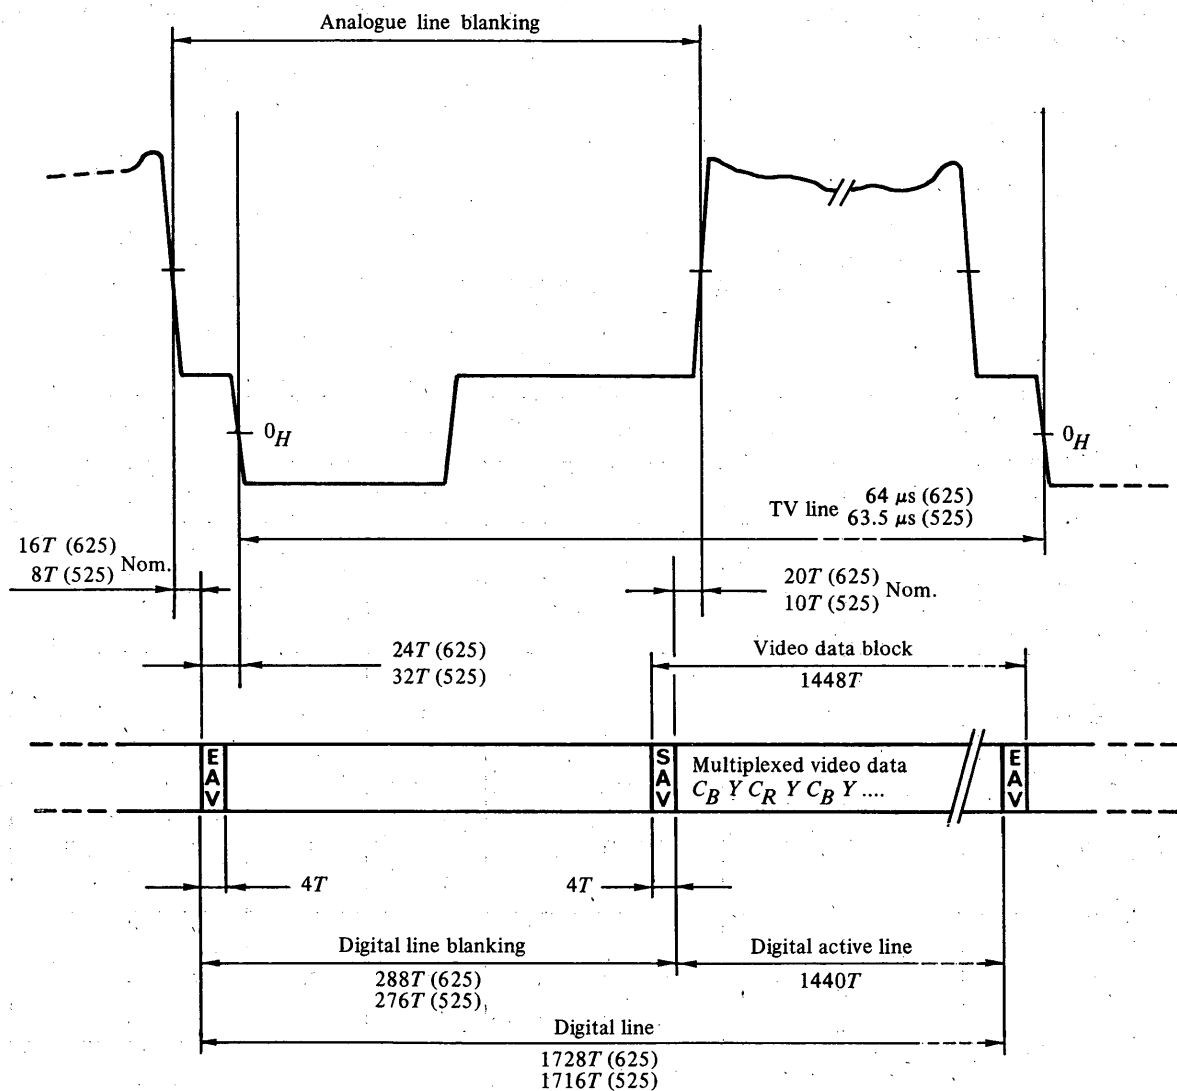 Analogue line blanking
0H
0H
TV line 64 μs (625)
63.5 μs (525)
16T (625)
8T (525) Nom.
20T (625)
10T (525) Nom.
24T (625)
32T (525)
Video data block
1448T
EAV
SAV
Multiplexed video data
CB Y CR Y CB Y ....
EAV
4T
4T
Digital line blanking
288T (625)
276T (525)
Digital active line
1440T
Digital line
1728T (625)
1716T (525)